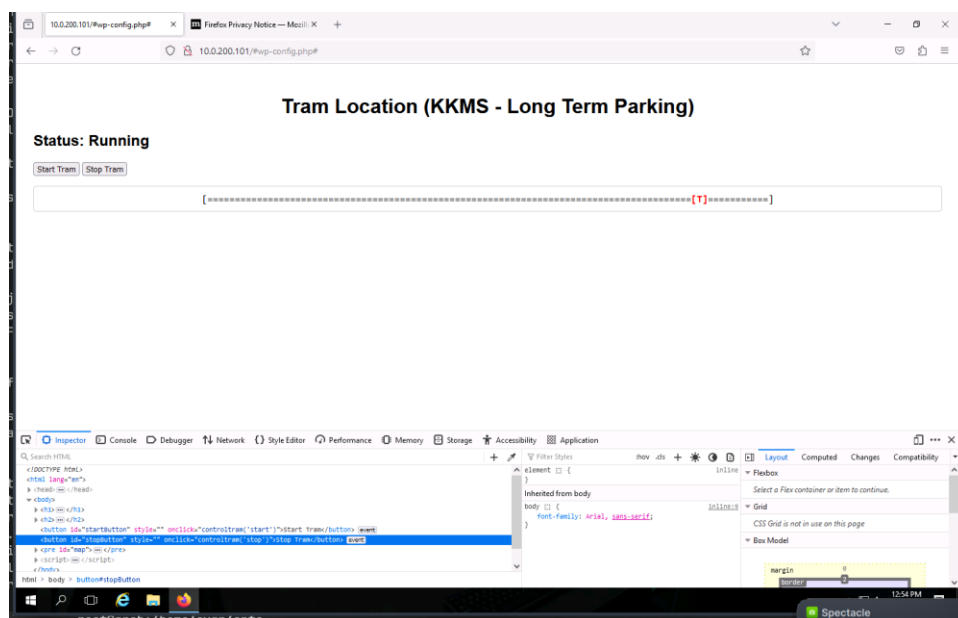 10.0.200.101/#wp-config.php# × m Firefox Privacy Notice — Mozill × +
10.0.200.101/#wp-config.php#
Tram Location (KKMS - Long Term Parking)
Status: Running
Start Tram Stop Tram
[=========================================================================================[T]===========]
Inspector Console Debugger Network {} Style Editor Performance Memory Storage Accessibility Application
Search HTML
Filter Styles :hov .cls + Layout Computed Changes Compatibility
<!DOCTYPE html>
<html lang="en">
<head> </head>
<body>
<h1> </h1>
<h2> </h2>
<button id="startButton" style="" onclick="controltram('start')">Start Tram</button> event
<button id="stopButton" style="" onclick="controltram('stop')">Stop Tram</button> event
<pre id="map"> </pre>
<script> </script>
</body>
html > body > button#stopButton
element { inline
}
Inherited from body
body { inline:9
font-family: Arial, sans-serif;
}
Flexbox
Select a Flex container or item to continue.
Grid
CSS Grid is not in use on this page
Box Model
margin 0
border 2
12:54 PM
Spectacle